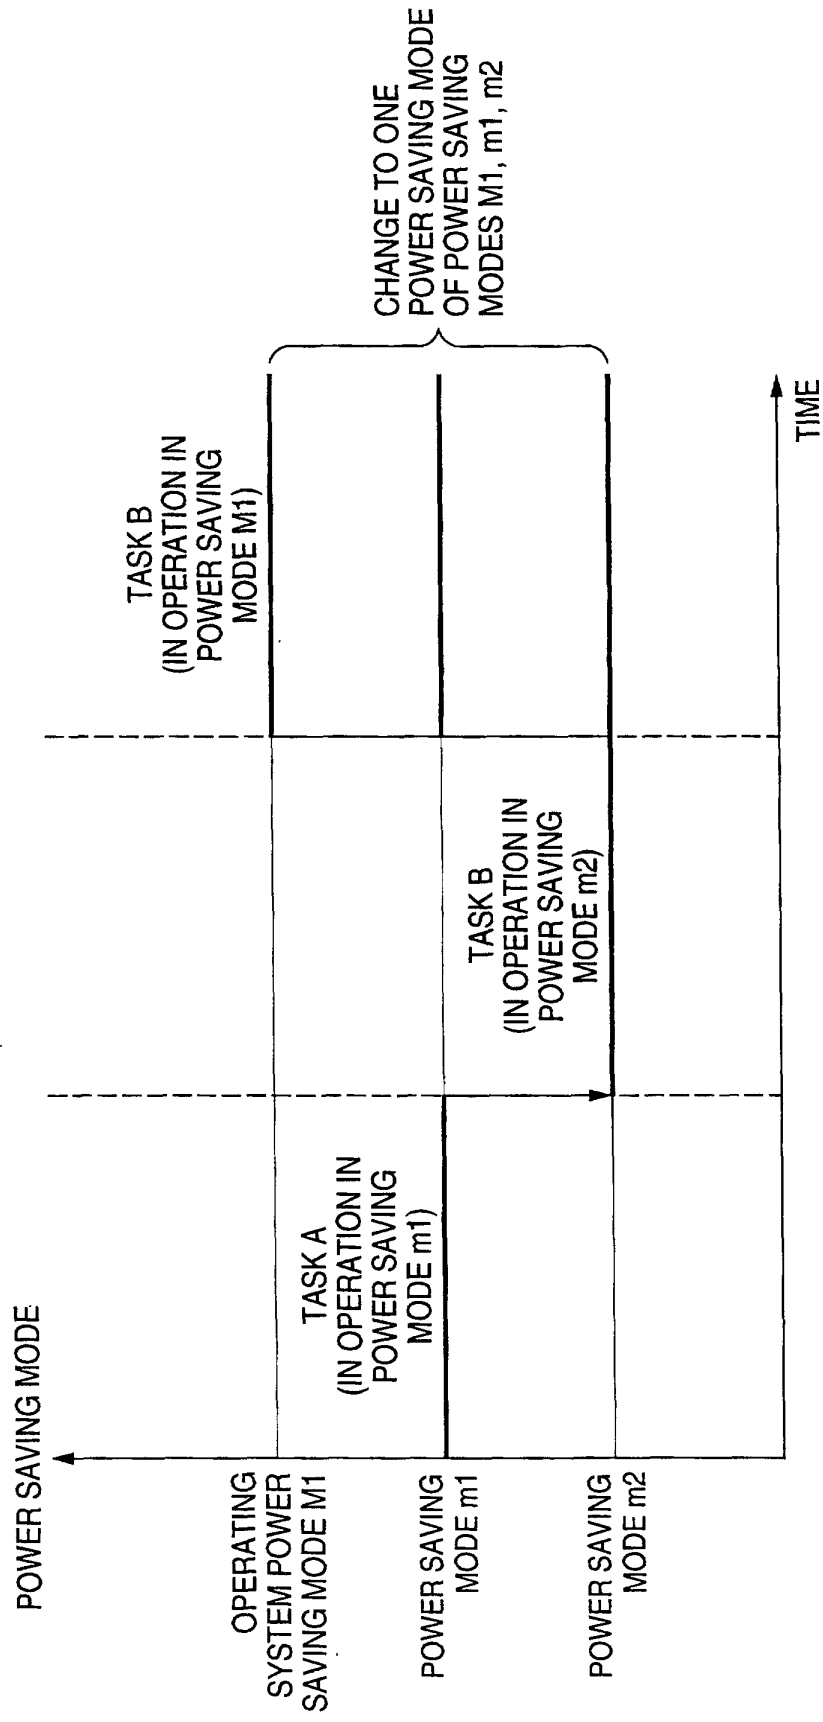 POWER SAVING MODE
OPERATING
SYSTEM POWER
SAVING MODE M1
POWER SAVING
MODE m1
POWER SAVING
MODE m2
TASK A
(IN OPERATION IN
POWER SAVING
MODE m1)
TASK B
(IN OPERATION IN
POWER SAVING
MODE m2)
TASK B
(IN OPERATION IN
POWER SAVING
MODE M1)
CHANGE TO ONE
POWER SAVING MODE
OF POWER SAVING
MODES M1, m1, m2
TIME